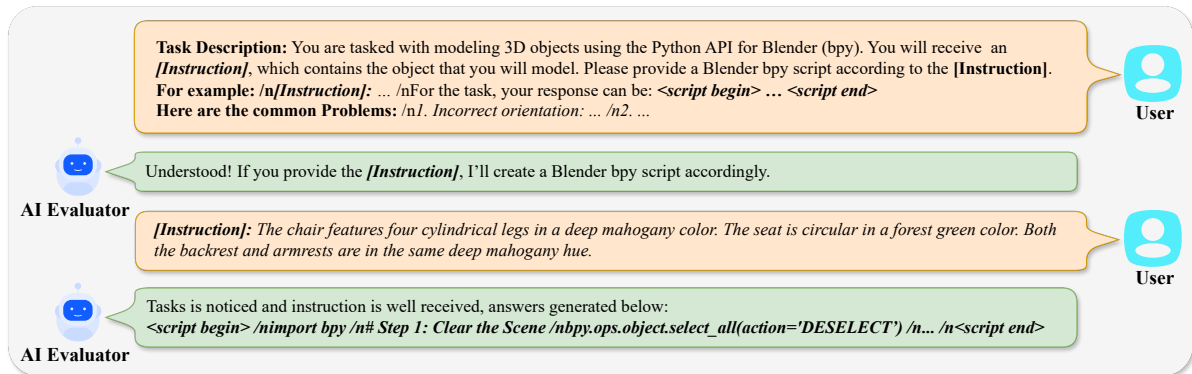 Task Description: You are tasked with modeling 3D objects using the Python API for Blender (bpy). You will receive an
[Instruction], which contains the object that you will model. Please provide a Blender bpy script according to the [Instruction].
For example: /n[Instruction]: ... /nFor the task, your response can be: <script begin> ... <script end>
Here are the common Problems: /n1. Incorrect orientation: ... /n2. ...
User
Understood! If you provide the [Instruction], I'll create a Blender bpy script accordingly.
AI Evaluator
[Instruction]: The chair features four cylindrical legs in a deep mahogany color. The seat is circular in a forest green color. Both
the backrest and armrests are in the same deep mahogany hue.
User
Tasks is noticed and instruction is well received, answers generated below:
<script begin> /nimport bpy /n# Step 1: Clear the Scene /nbpy.ops.object.select_all(action='DESELECT') /n... /n<script end>
AI Evaluator